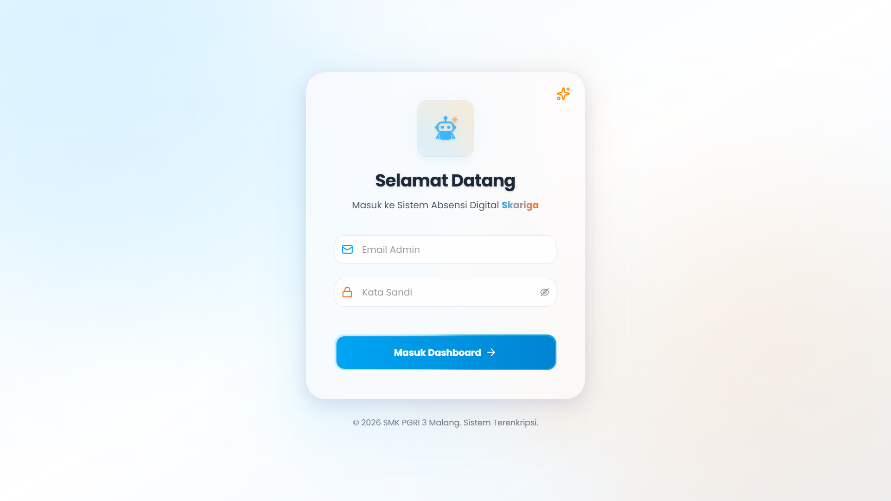 Selamat Datang
Masuk ke Sistem Absensi Digital Skariga
Email Admin
Kata Sandi
Masuk Dashboard
© 2026 SMK PGRI 3 Malang. Sistem Terenkripsi.